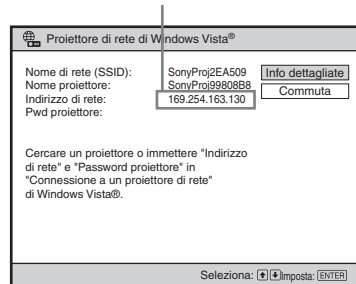 Proiettore di rete di Windows Vista®
Nome di rete (SSID): SonyProj2EA509 Info dettagliate
Nome proiettore: SonyProj99808B8 Commuta
Indirizzo di rete: 169.254.163.130
Pwd proiettore:
Cercare un proiettore o immettere "Indirizzo
di rete" e "Password proiettore" in
"Connessione a un proiettore di rete"
di Windows Vista®.
Seleziona: Imposta: ENTER